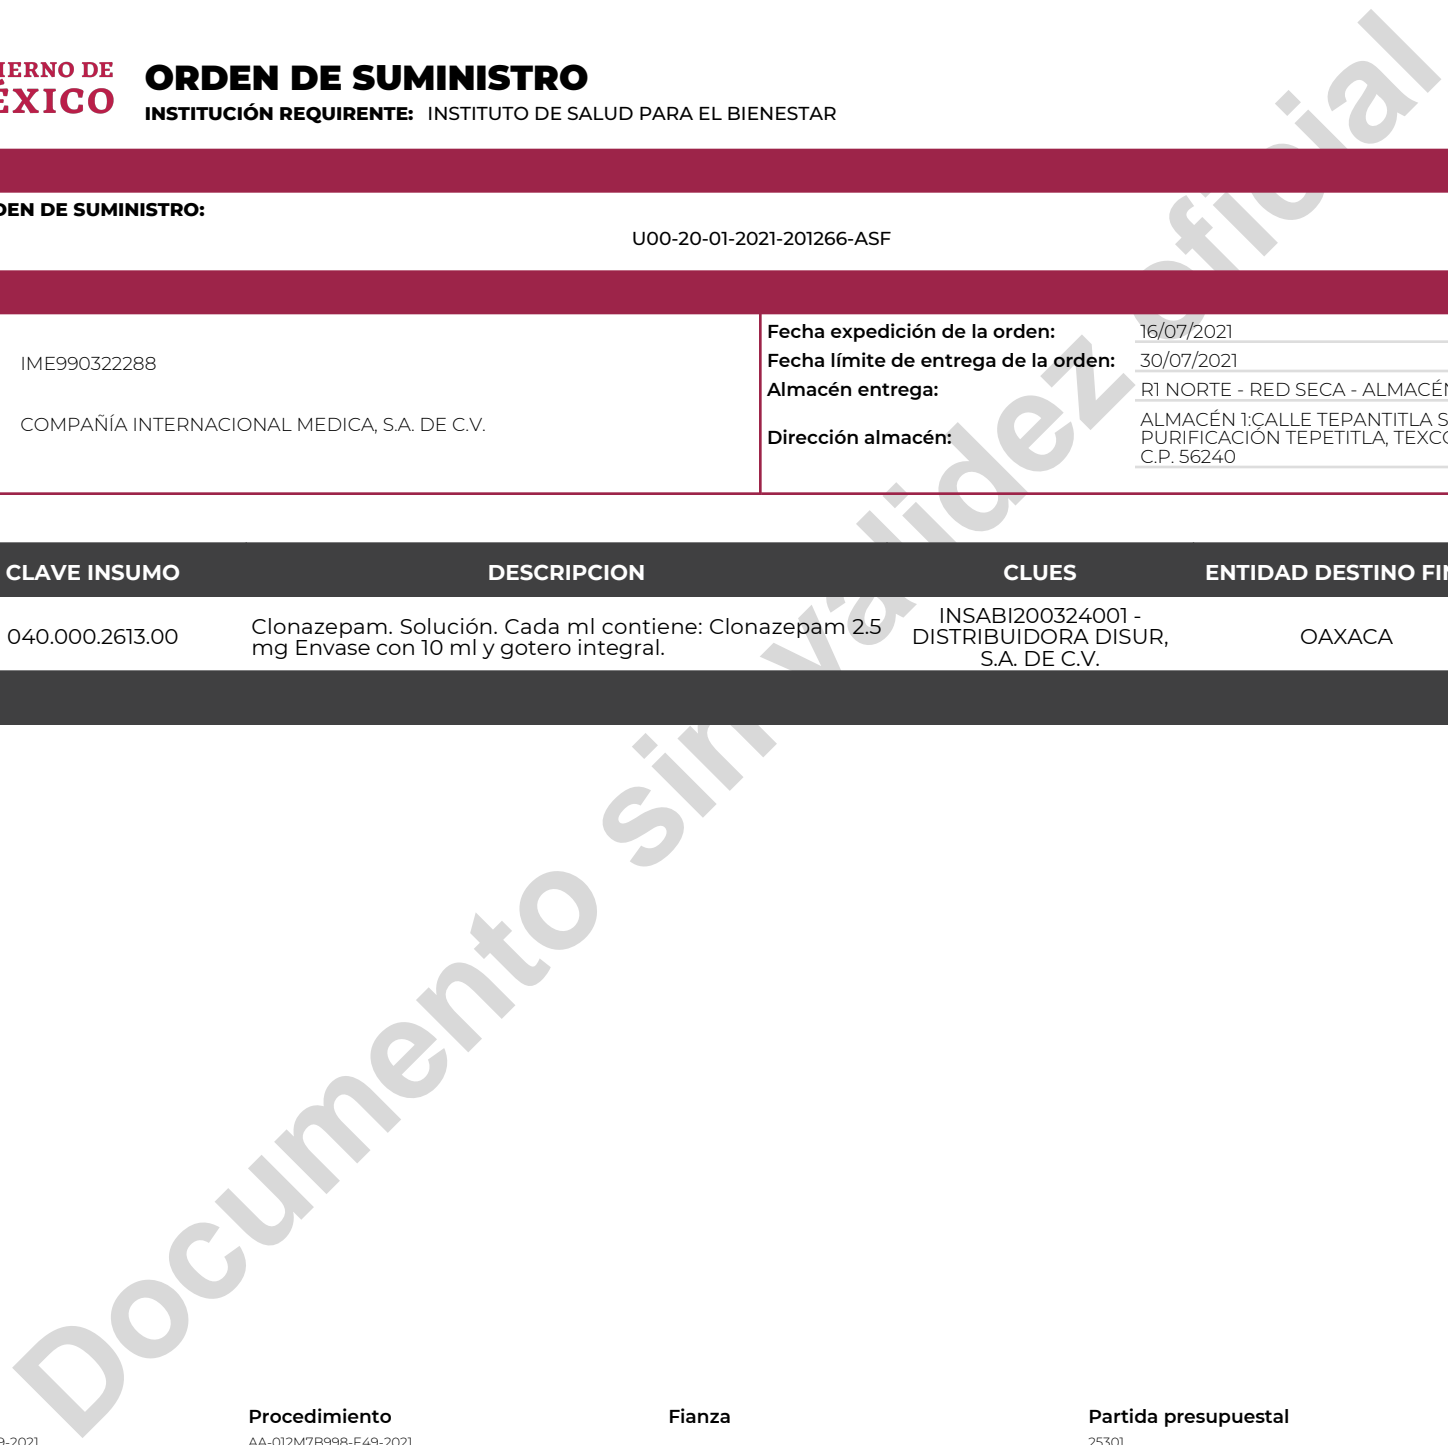 IERNO DE
ÉXICO
ORDEN DE SUMINISTRO
INSTITUCIÓN REQUIRENTE: INSTITUTO DE SALUD PARA EL BIENESTAR
DEN DE SUMINISTRO:
U00-20-01-2021-201266-ASF
IME990322288
COMPAÑÍA INTERNACIONAL MEDICA, S.A. DE C.V.
Fecha expedición de la orden: 16/07/2021
Fecha límite de entrega de la orden: 30/07/2021
Almacén entrega: R1 NORTE - RED SECA - ALMACÉN
Dirección almacén: ALMACÉN 1:CALLE TEPANTITLA S
PURIFICACIÓN TEPETITLA, TEXCO
C.P. 56240
CLAVE INSUMO DESCRIPCION CLUES ENTIDAD DESTINO FIN
040.000.2613.00
Clonazepam. Solución. Cada ml contiene: Clonazepam 2.5
mg Envase con 10 ml y gotero integral.
INSABI200324001 -
DISTRIBUIDORA DISUR,
S.A. DE C.V.
OAXACA
Documento sin validez oficial
Procedimiento Fianza Partida presupuestal
9-2021 AA-012M7B998-E49-2021 25301